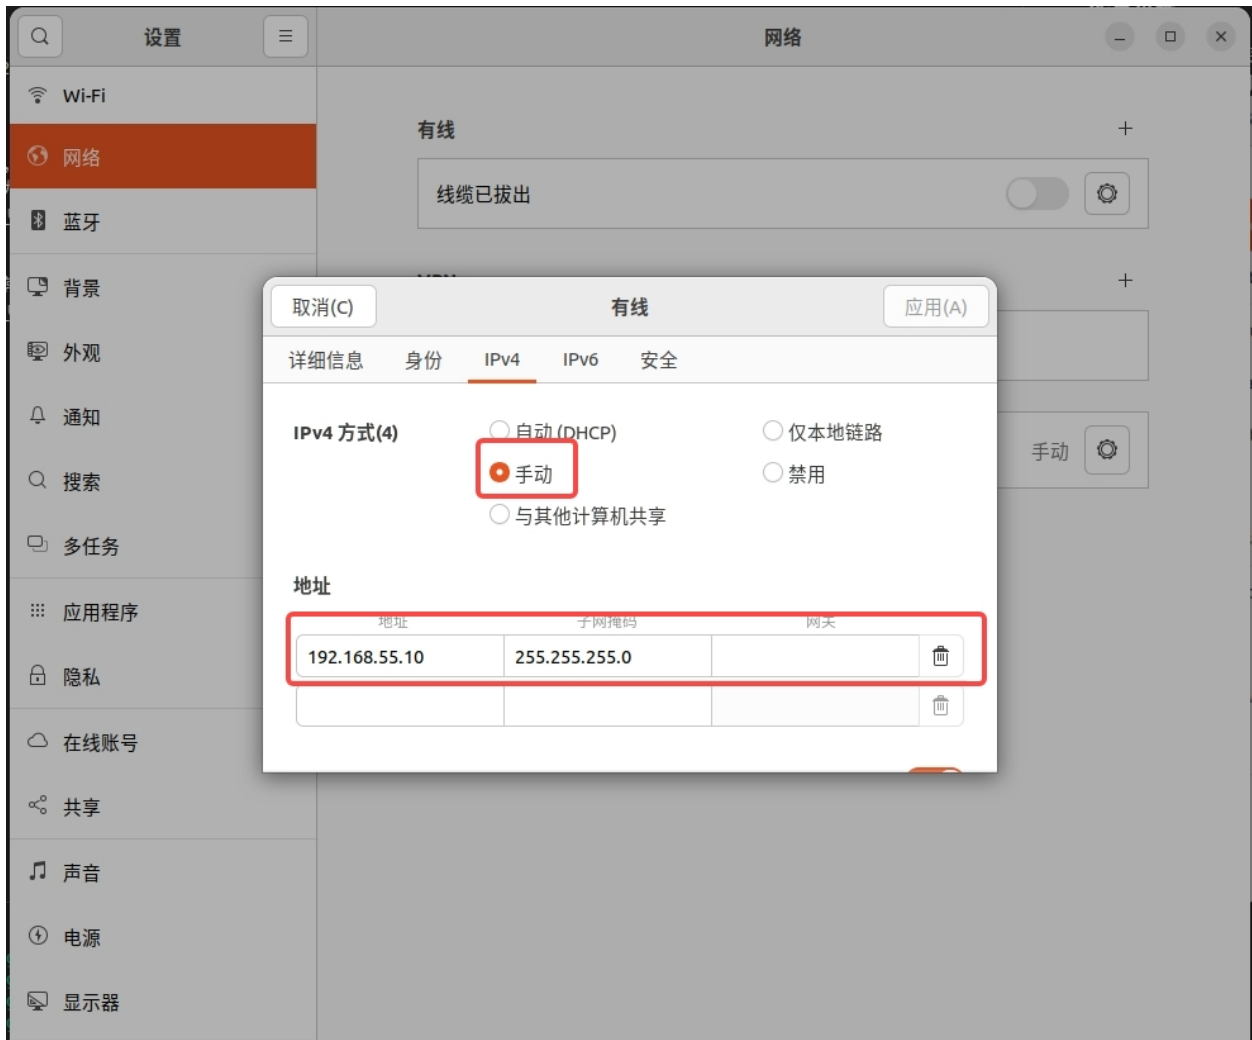 设置
网络
Wi-Fi
网络
蓝牙
背景
外观
通知
搜索
多任务
应用程序
隐私
在线账号
共享
声音
电源
显示器
有线
线缆已拔出
手动
取消(C)
有线
应用(A)
详细信息
身份
IPv4
IPv6
安全
IPv4 方式(4)
自动 (DHCP)
仅本地链路
手动
禁用
与其他计算机共享
地址
地址
子网掩码
网关
192.168.55.10
255.255.255.0